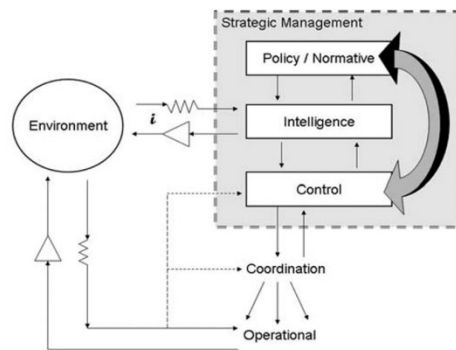 Strategic Management
Policy / Normative
Environment
i
Intelligence
Control
Coordination
Operational